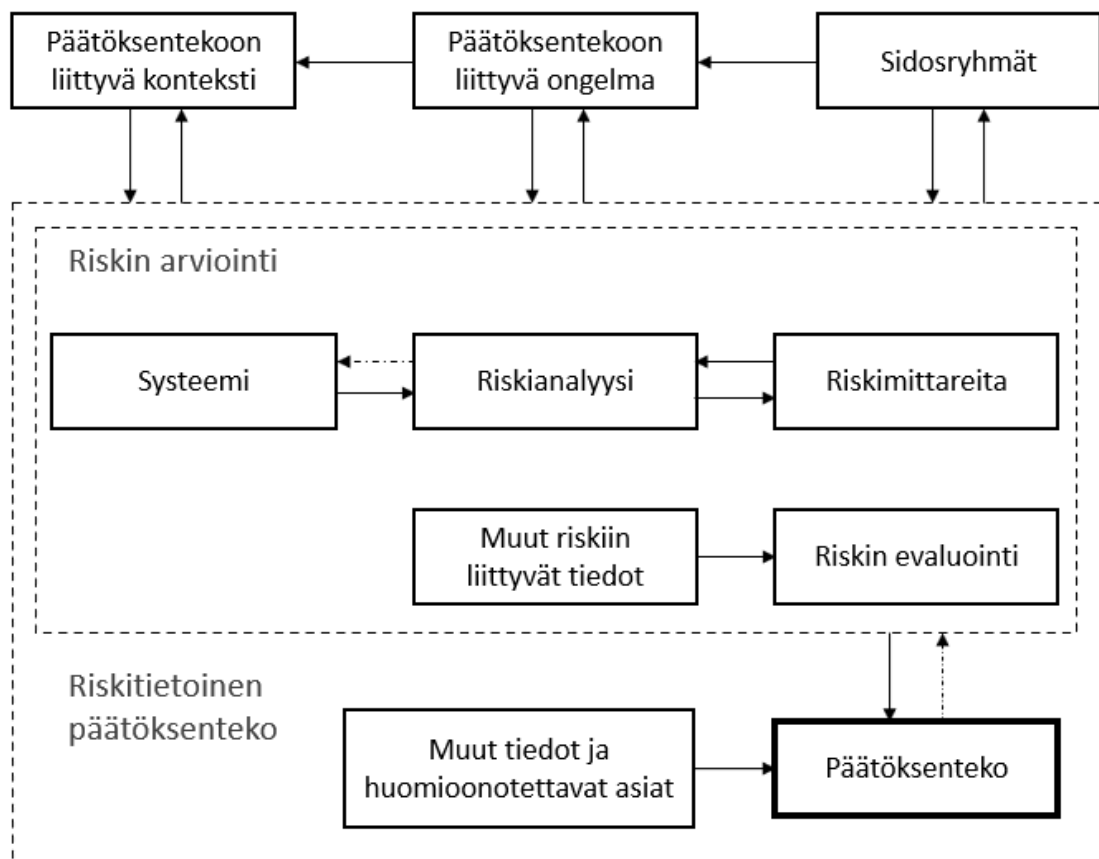 Päätöksentekoon
liittyvä konteksti
Päätöksentekoon
liittyvä ongelma
Sidosryhmät
Riskin arviointi
Systeemi
Riskianalyysi
Riskimittareita
Muut riskiin
liittyvät tiedot
Riskin evaluointi
Riskitietoinen
päätöksenteko
Muut tiedot ja
huomioonotettavat asiat
Päätöksenteko